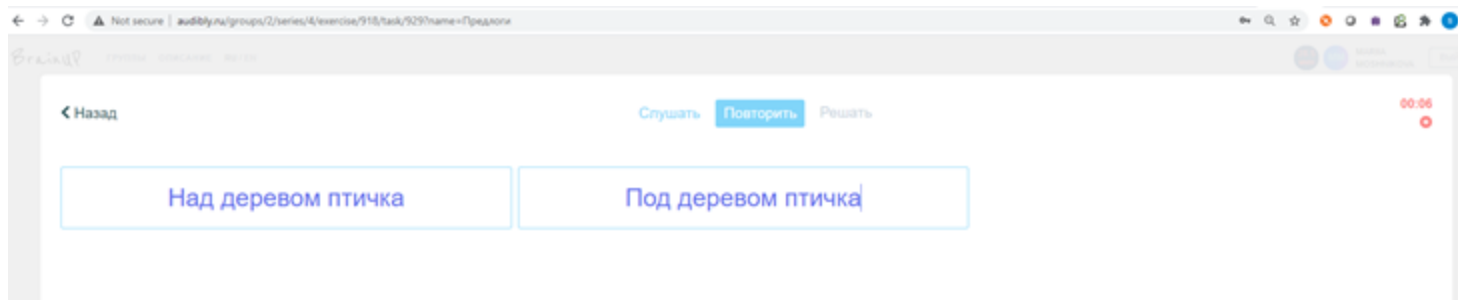 Not secure | audibly.ru/groups/2/series/4/exercise/918/task/929?name=Предлоги
BrainUP
← Назад
Слушать Повторить Решать
00:06
Над деревом птичка
Под деревом птичка